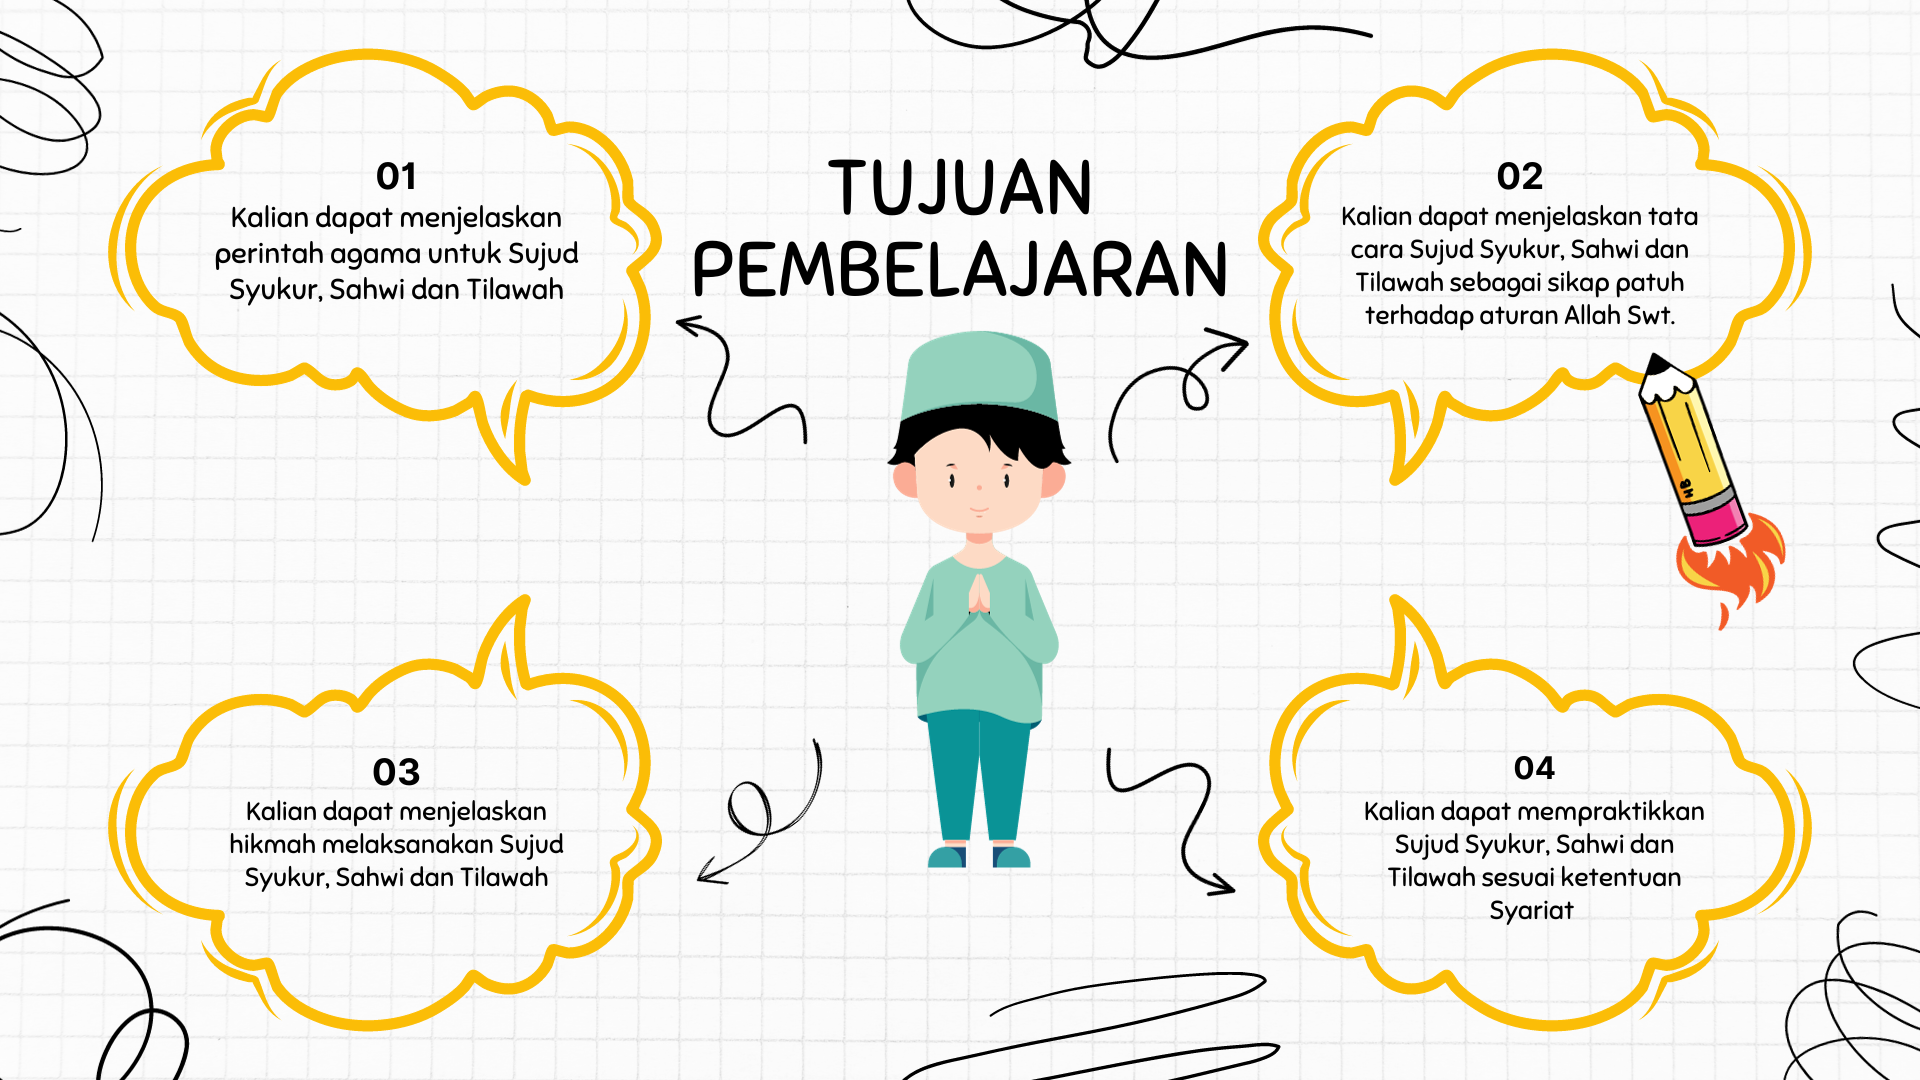 TUJUAN
PEMBELAJARAN
01
Kalian dapat menjelaskan
perintah agama untuk Sujud
Syukur, Sahwi dan Tilawah
02
Kalian dapat menjelaskan tata
cara Sujud Syukur, Sahwi dan
Tilawah sebagai sikap patuh
terhadap aturan Allah Swt.
HB
03
Kalian dapat menjelaskan
hikmah melaksanakan Sujud
Syukur, Sahwi dan Tilawah
04
Kalian dapat mempraktikkan
Sujud Syukur, Sahwi dan
Tilawah sesuai ketentuan
Syariat